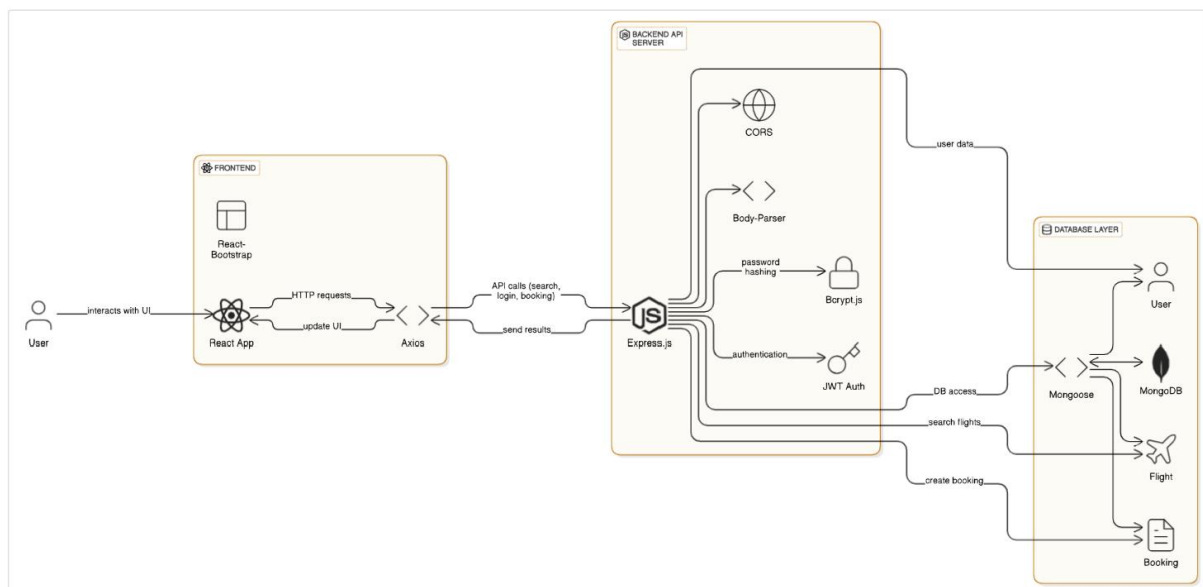 BACKEND API
SERVER
CORS
user data
FRONTEND
Body-Parser
React-
Bootstrap
DATABASE LAYER
password
hashing
Bcrypt.js
User
HTTP requests
API calls (search,
login, booking)
interacts with UI
update UI
send results
User
React App
Axios
Express.js
authentication
JWT Auth
DB access
Mongoose
MongoDB
search flights
Flight
create booking
Booking